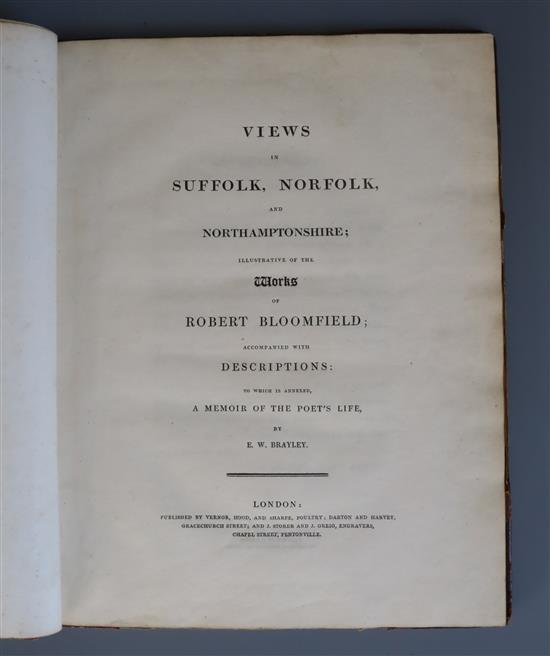 VIEWS
IN
SUFFOLK, NORFOLK,
AND
NORTHAMPTONSHIRE;
ILLUSTRATIVE OF THE
Works
OF
ROBERT BLOOMFIELD;
ACCOMPANIED WITH
DESCRIPTIONS:
TO WHICH IS ANNEXED,
A MEMOIR OF THE POET'S LIFE,
BY
E. W. BRAYLEY.
LONDON:
PUBLISHED BY VERNOR, HOOD, AND SHARPE, POULTRY; DARTON AND HARVEY,
GRACECHURCH STREET; AND J. STORER AND J. GREIG, ENGRAVERS,
CHAPEL STREET, PENTONVILLE.